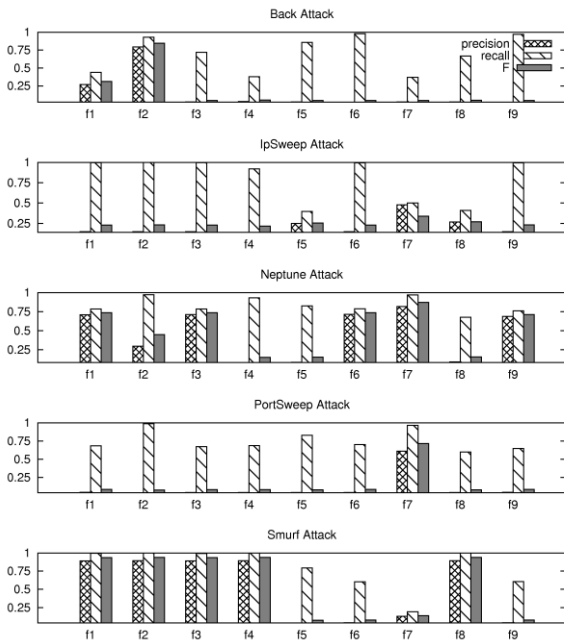 Back Attack
1
0.75
0.5
0.25
precision
recall
F
f1 f2 f3 f4 f5 f6 f7 f8 f9
IpSweep Attack
1
0.75
0.5
0.25
f1 f2 f3 f4 f5 f6 f7 f8 f9
Neptune Attack
1
0.75
0.5
0.25
f1 f2 f3 f4 f5 f6 f7 f8 f9
PortSweep Attack
1
0.75
0.5
0.25
f1 f2 f3 f4 f5 f6 f7 f8 f9
Smurf Attack
1
0.75
0.5
0.25
f1 f2 f3 f4 f5 f6 f7 f8 f9